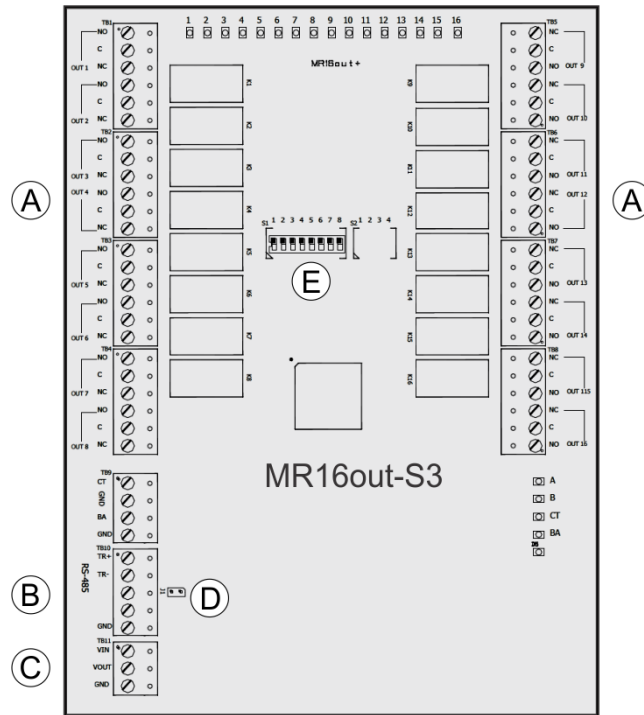 1 2 3 4 5 6 7 8 9 10 11 12 13 14 15 16
MR16out+
TB1
NO
C
NC
NO
C
NC
OUT 1
OUT 2
TB2
NO
C
NC
NO
C
NC
OUT 3
OUT 4
A
TB3
NO
C
NC
NO
C
NC
OUT 5
OUT 6
TB4
NO
C
NC
NO
C
NC
OUT 7
OUT 8
K1
K2
K3
K4
K5
K6
K7
K8
S1
1 2 3 4 5 6 7 8
S2
1 2 3 4
E
K9
K10
K11
K12
K13
K14
K15
K16
TB5
NC
C
NO
NC
C
NO
OUT 9
OUT 10
TB6
NC
C
NO
NC
C
NO
OUT 11
OUT 12
A
TB7
NC
C
NO
NC
C
NO
OUT 13
OUT 14
TB8
NC
C
NO
NC
C
NO
OUT 115
OUT 16
MR16out-S3
TB9
CT
GND
BA
GND
TB10
TR+
TR-
GND
RS-485
B
J1
D
TB11
VIN
VOUT
GND
C
A
B
CT
BA